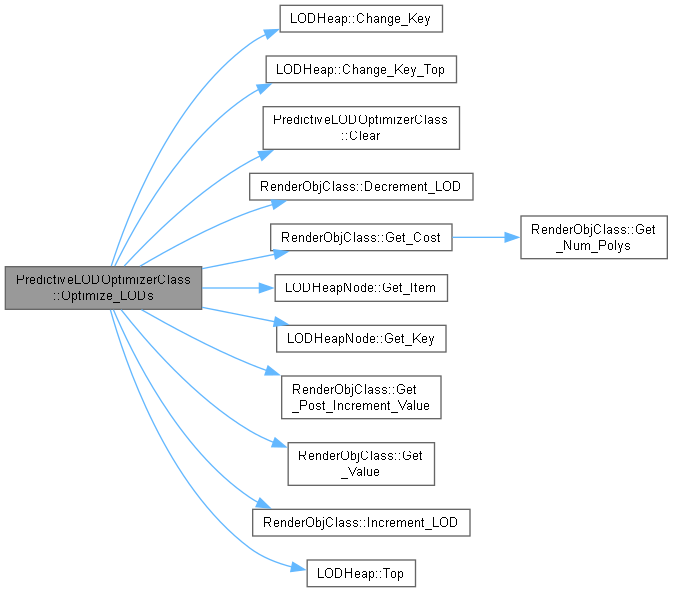 LODHeap::Change_Key
LODHeap::Change_Key_Top
PredictiveLODOptimizerClass
::Clear
RenderObjClass::Decrement_LOD
RenderObjClass::Get_Cost
RenderObjClass::Get
_Num_Polys
PredictiveLODOptimizerClass
::Optimize_LODs
LODHeapNode::Get_Item
LODHeapNode::Get_Key
RenderObjClass::Get
_Post_Increment_Value
RenderObjClass::Get
_Value
RenderObjClass::Increment_LOD
LODHeap::Top